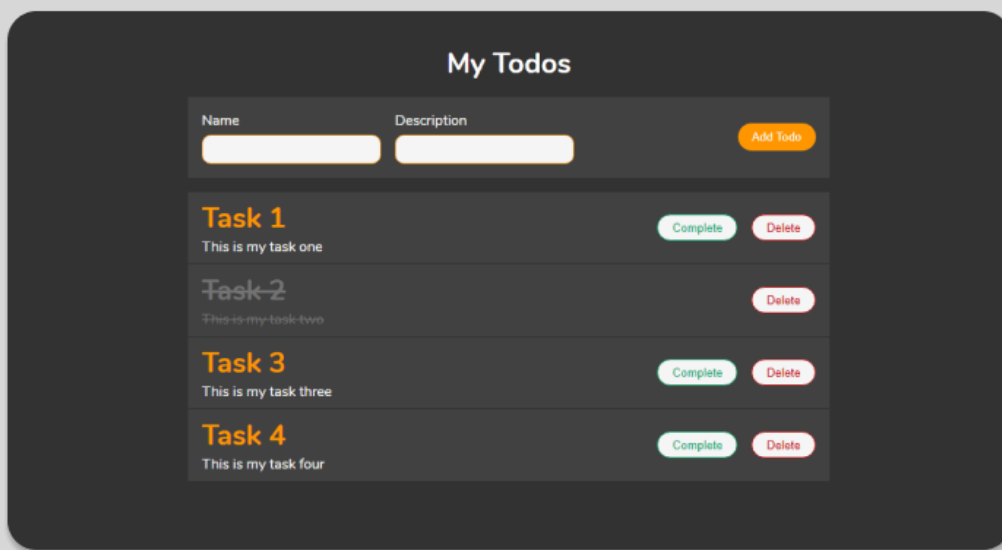 My Todos
Name Description
Add Todo
Task 1
This is my task one
Complete Delete
Task 2
This is my task two
Delete
Task 3
This is my task three
Complete Delete
Task 4
This is my task four
Complete Delete